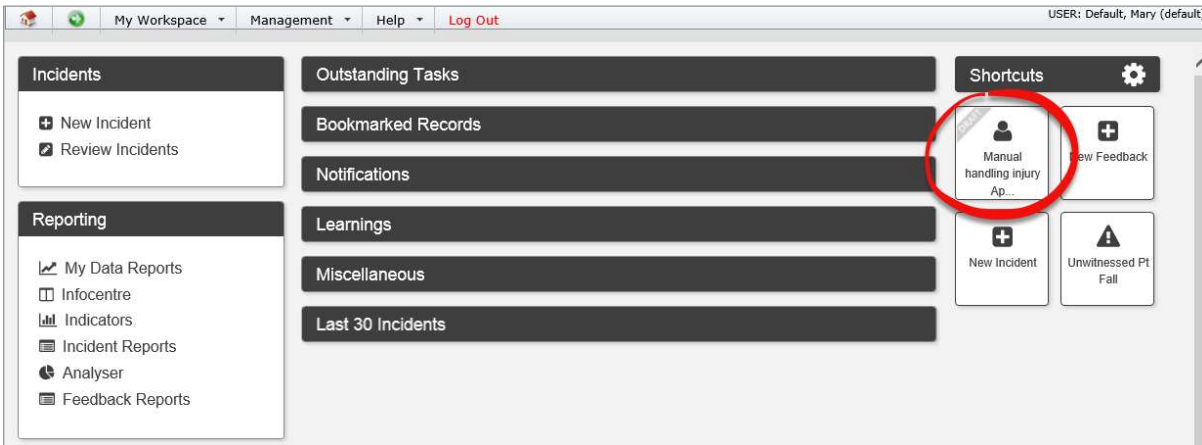 My Workspace Management Help Log Out
USER: Default, Mary (default)
Incidents
New Incident
Review Incidents
Reporting
My Data Reports
Infocentre
Indicators
Incident Reports
Analyser
Feedback Reports
Outstanding Tasks
Bookmarked Records
Notifications
Learnings
Miscellaneous
Last 30 Incidents
Shortcuts
DRAFT
Manual
handling injury
Ap...
New Feedback
New Incident
Unwitnessed Pt
Fall